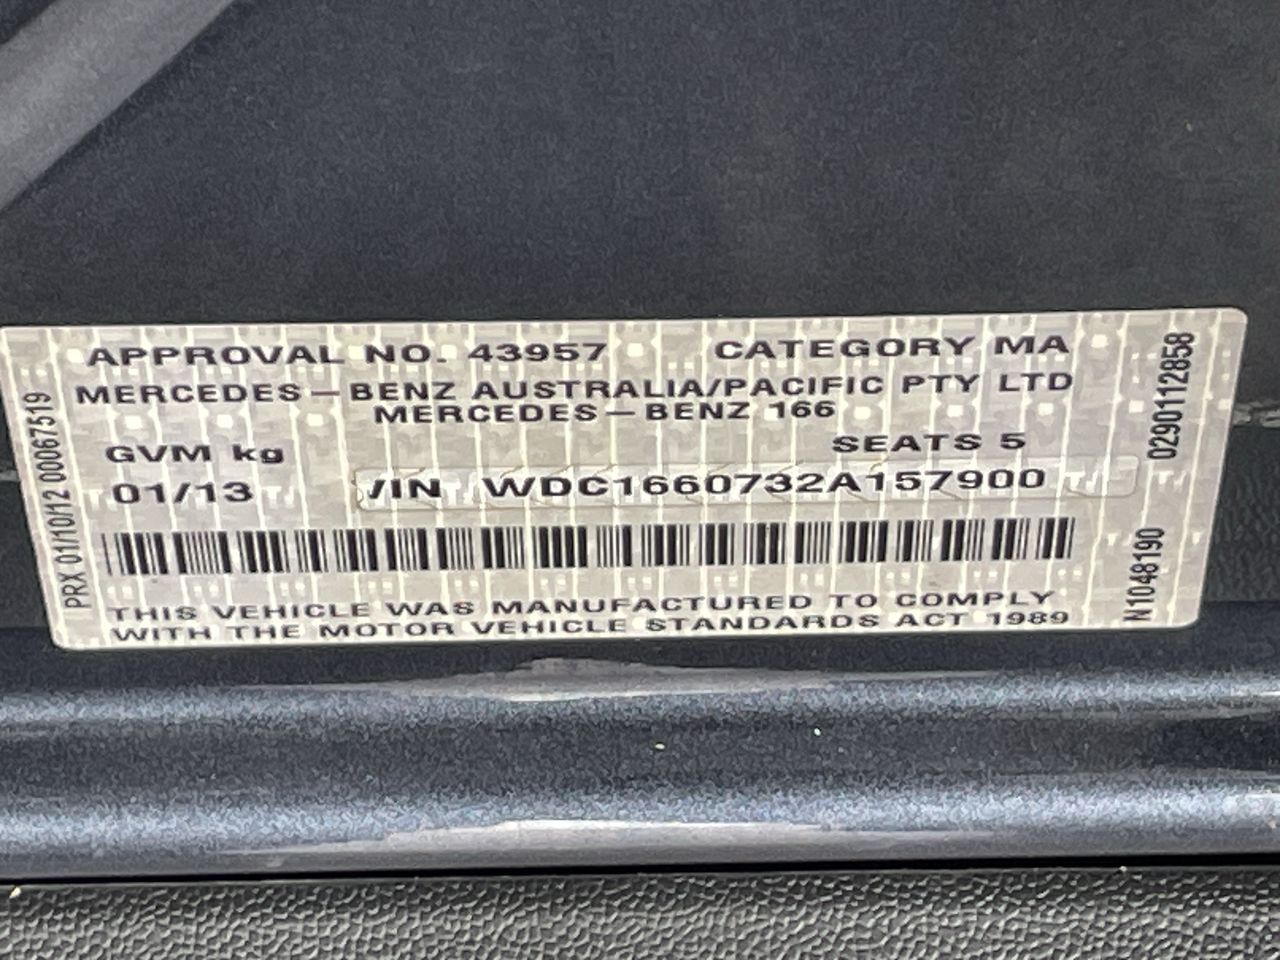 APPROVAL NO. 43957 CATEGORY MA
MERCEDES-BENZ AUSTRALIA/PACIFIC PTY LTD
MERCEDES-BENZ 166
GVM kg SEATS 5
01/13 VIN WDC1660732A157900
THIS VEHICLE WAS MANUFACTURED TO COMPLY
WITH THE MOTOR VEHICLE STANDARDS ACT 1989
PRX 01/10/12 00067519
N1048190 0290112858